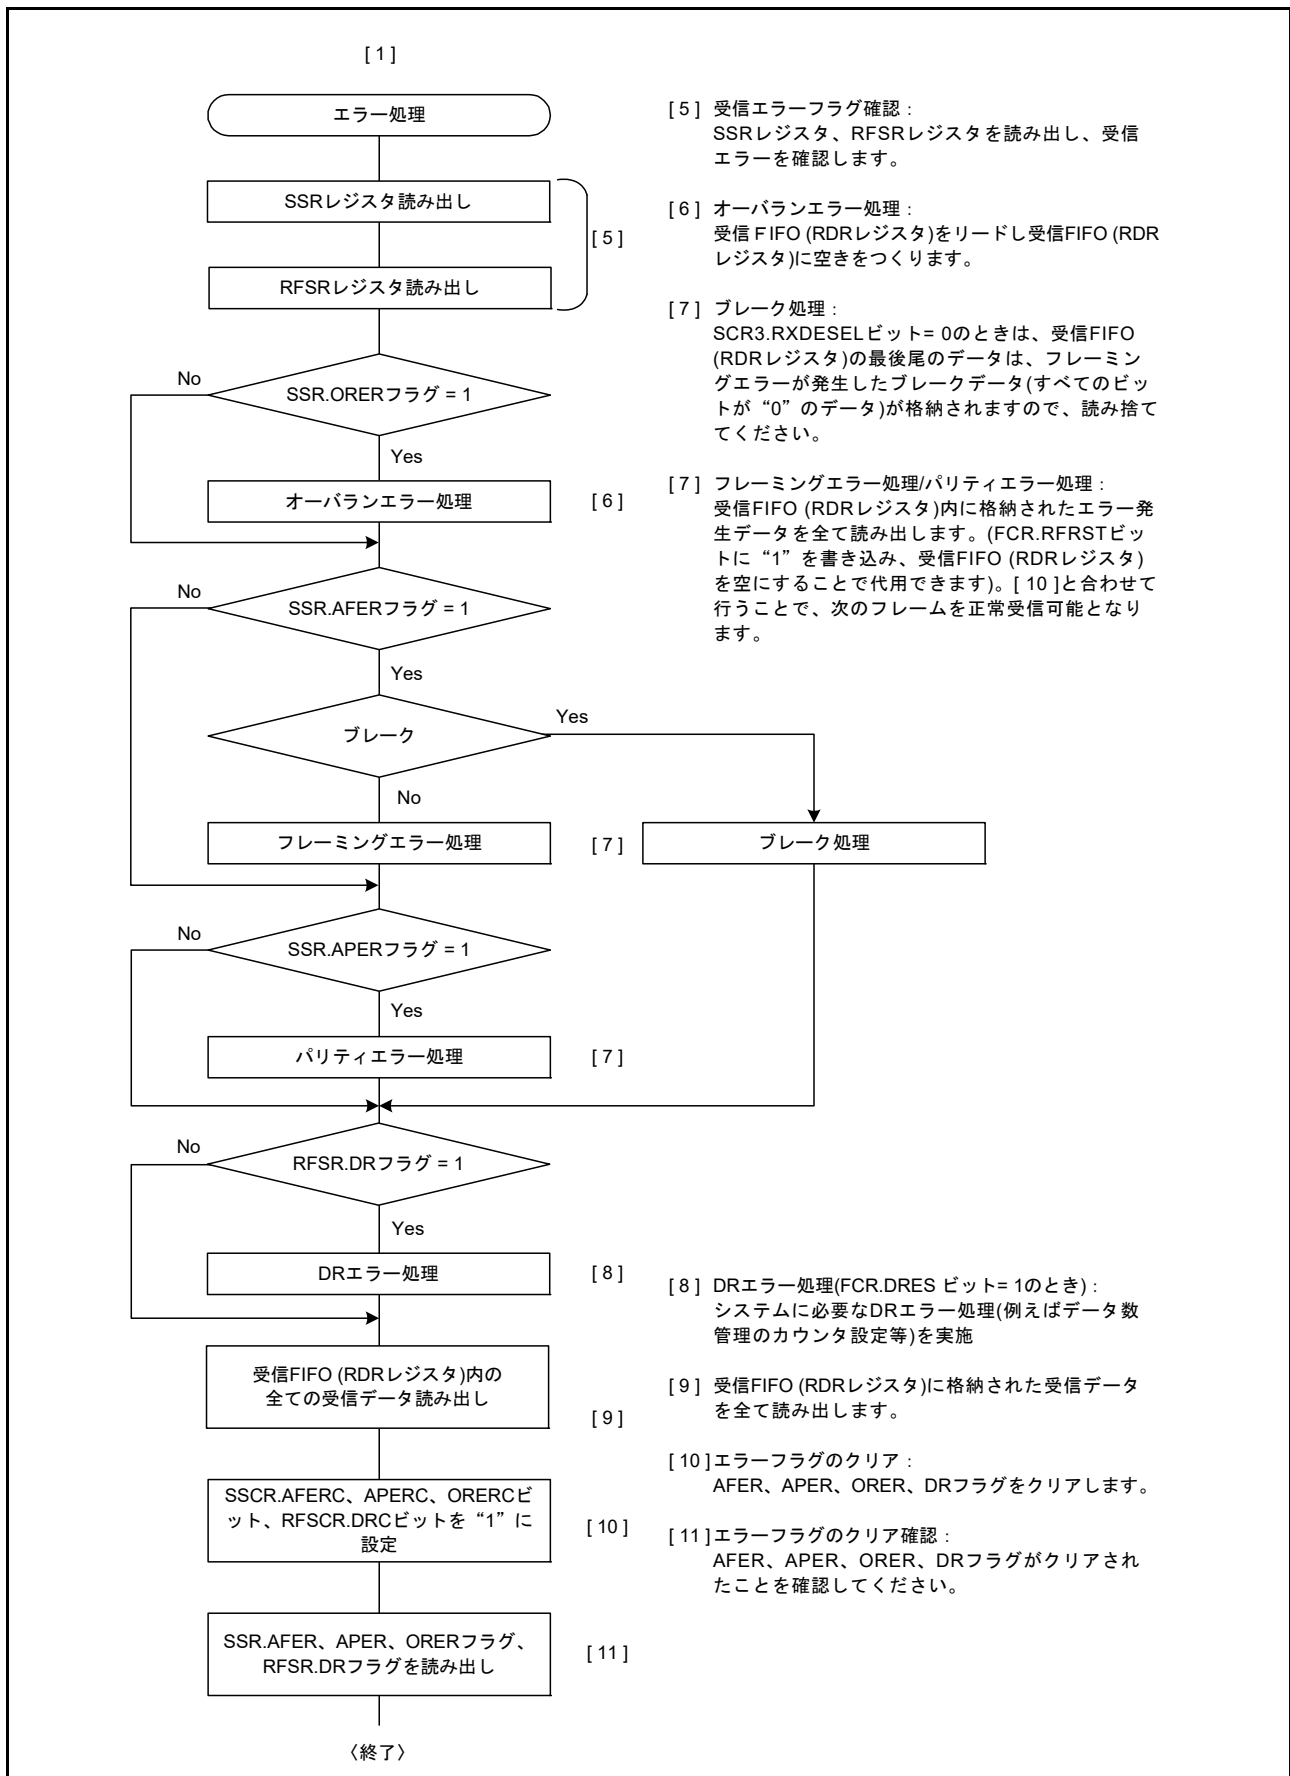 [ 1 ]
エラー処理
SSRレジスタ読み出し
[ 5 ]
RFSRレジスタ読み出し
No
SSR.ORERフラグ = 1
Yes
オーバランエラー処理
[ 6 ]
No
SSR.AFERフラグ = 1
Yes
ブレーク
Yes
No
フレーミングエラー処理
[ 7 ]
ブレーク処理
No
SSR.APERフラグ = 1
Yes
パリティエラー処理
[ 7 ]
No
RFSR.DRフラグ = 1
Yes
DRエラー処理
[ 8 ]
受信FIFO (RDRレジスタ)内の
全ての受信データ読み出し
[ 9 ]
SSCR.AFERC、APERC、ORERCビ
ット、RFSCR.DRCビットを“1”に
設定
[ 10 ]
SSR.AFER、APER、ORERフラグ、
RFSR.DRフラグを読み出し
[ 11 ]
〈終了〉
[ 5 ] 受信エラーフラグ確認：
SSRレジスタ、RFSRレジスタを読み出し、受信
エラーを確認します。
[ 6 ] オーバランエラー処理：
受信ＦIFO (RDRレジスタ)をリードし受信FIFO (RDR
レジスタ)に空きをつくります。
[ 7 ] ブレーク処理：
SCR3.RXDESELビット= 0のときは、受信FIFO
(RDRレジスタ)の最後尾のデータは、フレーミン
グエラーが発生したブレークデータ(すべてのビッ
トが“0”のデータ)が格納されますので、読み捨て
てください。
[ 7 ] フレーミングエラー処理/パリティエラー処理：
受信FIFO (RDRレジスタ)内に格納されたエラー発
生データを全て読み出します。(FCR.RFRSTビッ
トに“1”を書き込み、受信FIFO (RDRレジスタ)
を空にすることで代用できます)。[ 10 ]と合わせて
行うことで、次のフレームを正常受信可能となり
ます。
[ 8 ] DRエラー処理(FCR.DRES ビット= 1のとき)：
システムに必要なDRエラー処理(例えばデータ数
管理のカウンタ設定等)を実施
[ 9 ] 受信FIFO (RDRレジスタ)に格納された受信データ
を全て読み出します。
[ 10 ]エラーフラグのクリア：
AFER、APER、ORER、DRフラグをクリアします。
[ 11 ]エラーフラグのクリア確認：
AFER、APER、ORER、DRフラグがクリアされ
たことを確認してください。